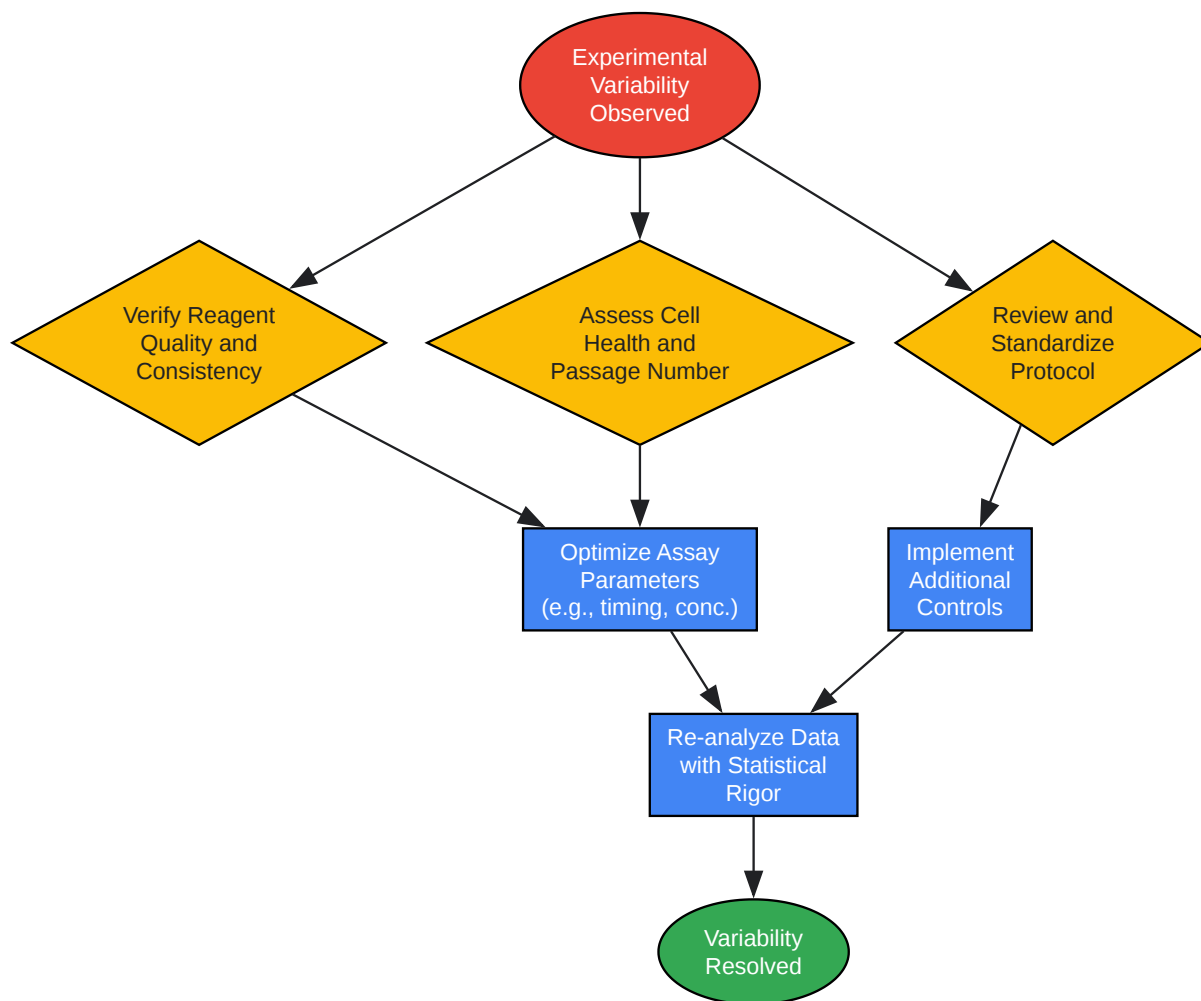 Experimental
Variability
Observed
Verify Reagent
Quality and
Consistency
Assess Cell
Health and
Passage Number
Review and
Standardize
Protocol
Optimize Assay
Parameters
(e.g., timing, conc.)
Implement
Additional
Controls
Re-analyze Data
with Statistical
Rigor
Variability
Resolved